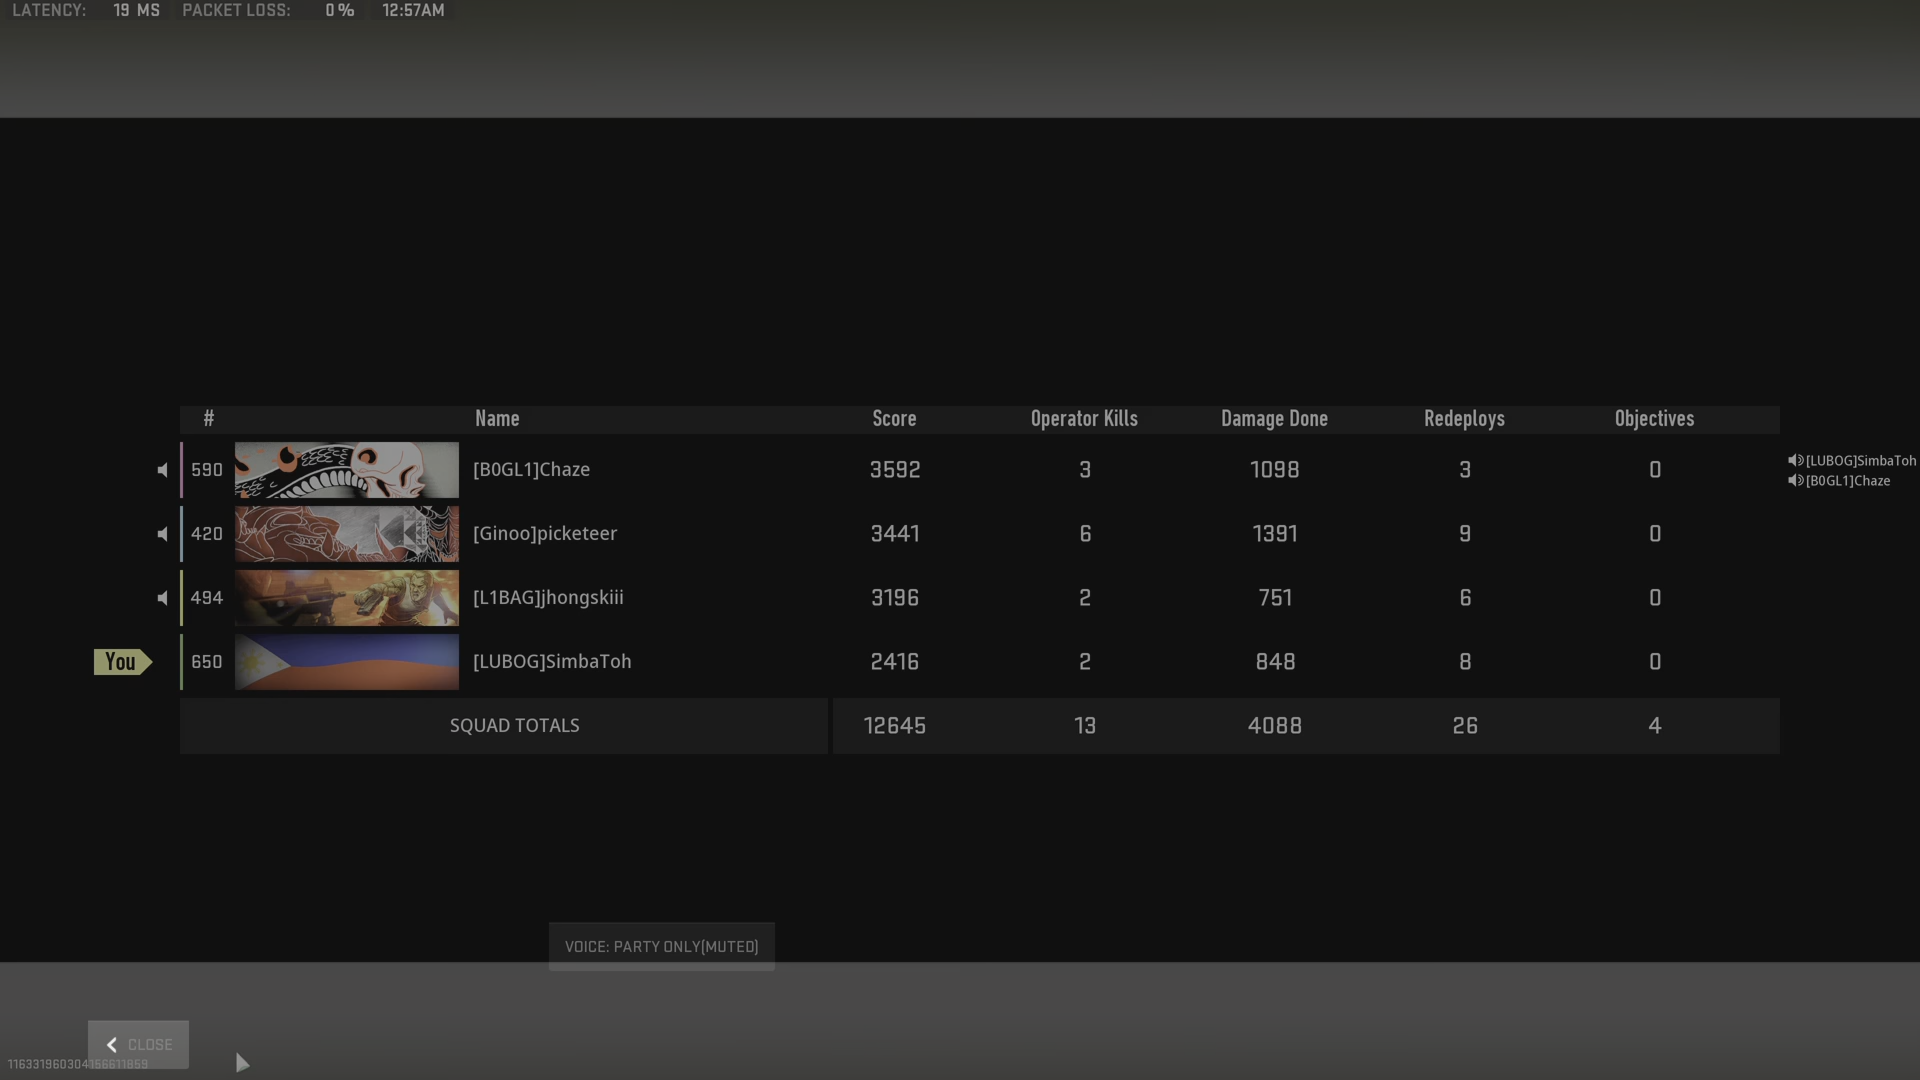 LATENCY: 19 MS PACKET LOSS: 0% 12:57AM
# Name Score Operator Kills Damage Done Redeploys Objectives
590 [B0GL1]Chaze 3592 3 1098 3 0
[LUBOG]SimbaToh
[B0GL1]Chaze
420 [Ginoo]picketeer 3441 6 1391 9 0
494 [L1BAG]jhongskiii 3196 2 751 6 0
You 650 [LUBOG]SimbaToh 2416 2 848 8 0
SQUAD TOTALS 12645 13 4088 26 4
VOICE: PARTY ONLY(MUTED)
CLOSE